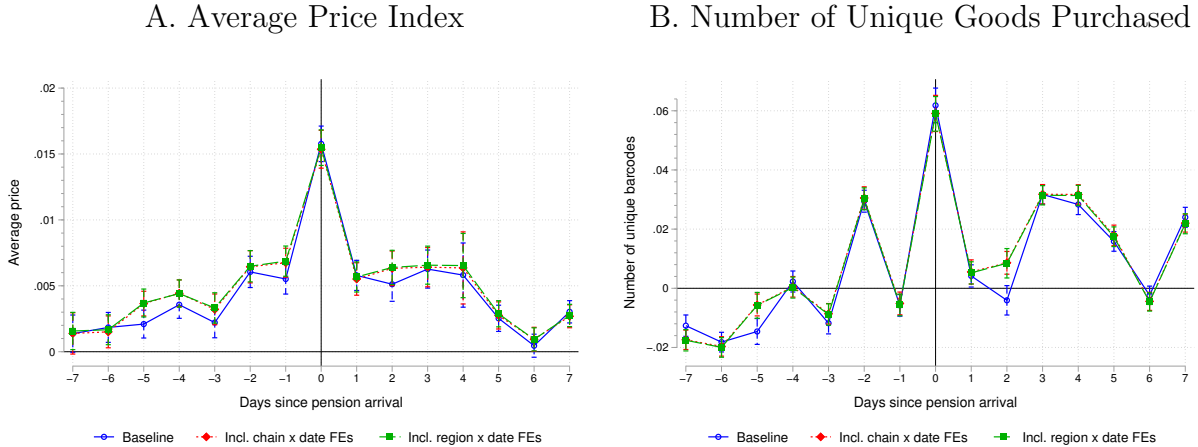 A. Average Price Index
.02
.015
.01
.005
0
Average price
−7 −6 −5 −4 −3 −2 −1 0 1 2 3 4 5 6 7
Days since pension arrival
Baseline Incl. chain x date FEs Incl. region x date FEs
B. Number of Unique Goods Purchased
.06
.04
.02
0
−.02
Number of unique barcodes
−7 −6 −5 −4 −3 −2 −1 0 1 2 3 4 5 6 7
Days since pension arrival
Baseline Incl. chain x date FEs Incl. region x date FEs